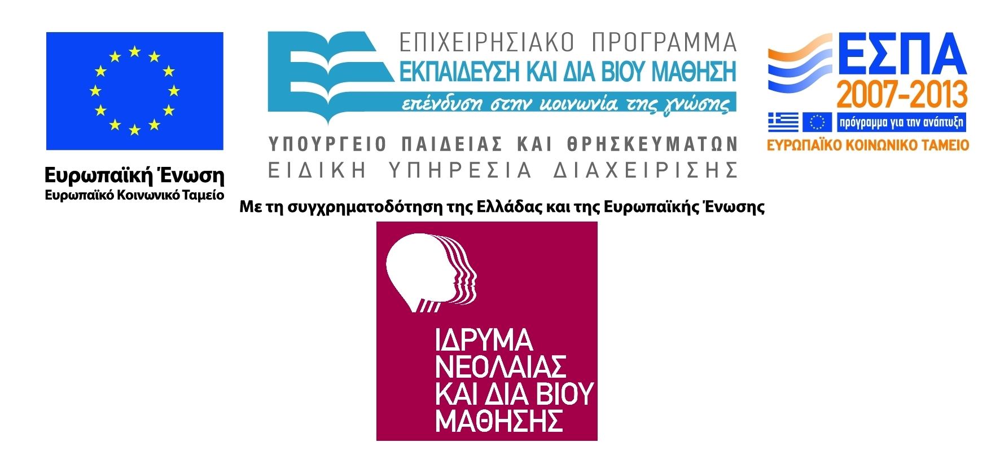 Ευρωπαϊκή Ένωση
Ευρωπαϊκό Κοινωνικό Ταμείο
ΕΠΙΧΕΙΡΗΣΙΑΚΟ ΠΡΟΓΡΑΜΜΑ
ΕΚΠΑΙΔΕΥΣΗ ΚΑΙ ΔΙΑ ΒΙΟΥ ΜΑΘΗΣΗ
επένδυση στην κοινωνία της γνώσης
ΥΠΟΥΡΓΕΙΟ ΠΑΙΔΕΙΑΣ ΚΑΙ ΘΡΗΣΚΕΥΜΑΤΩΝ
ΕΙΔΙΚΗ ΥΠΗΡΕΣΙΑ ΔΙΑΧΕΙΡΙΣΗΣ
ΕΣΠΑ
2007-2013
πρόγραμμα για την ανάπτυξη
ΕΥΡΩΠΑΪΚΟ ΚΟΙΝΩΝΙΚΟ ΤΑΜΕΙΟ
Με τη συγχρηματοδότηση της Ελλάδας και της Ευρωπαϊκής Ένωσης
ΙΔΡΥΜΑ
ΝΕΟΛΑΙΑΣ
ΚΑΙ ΔΙΑ ΒΙΟΥ
ΜΑΘΗΣΗΣ